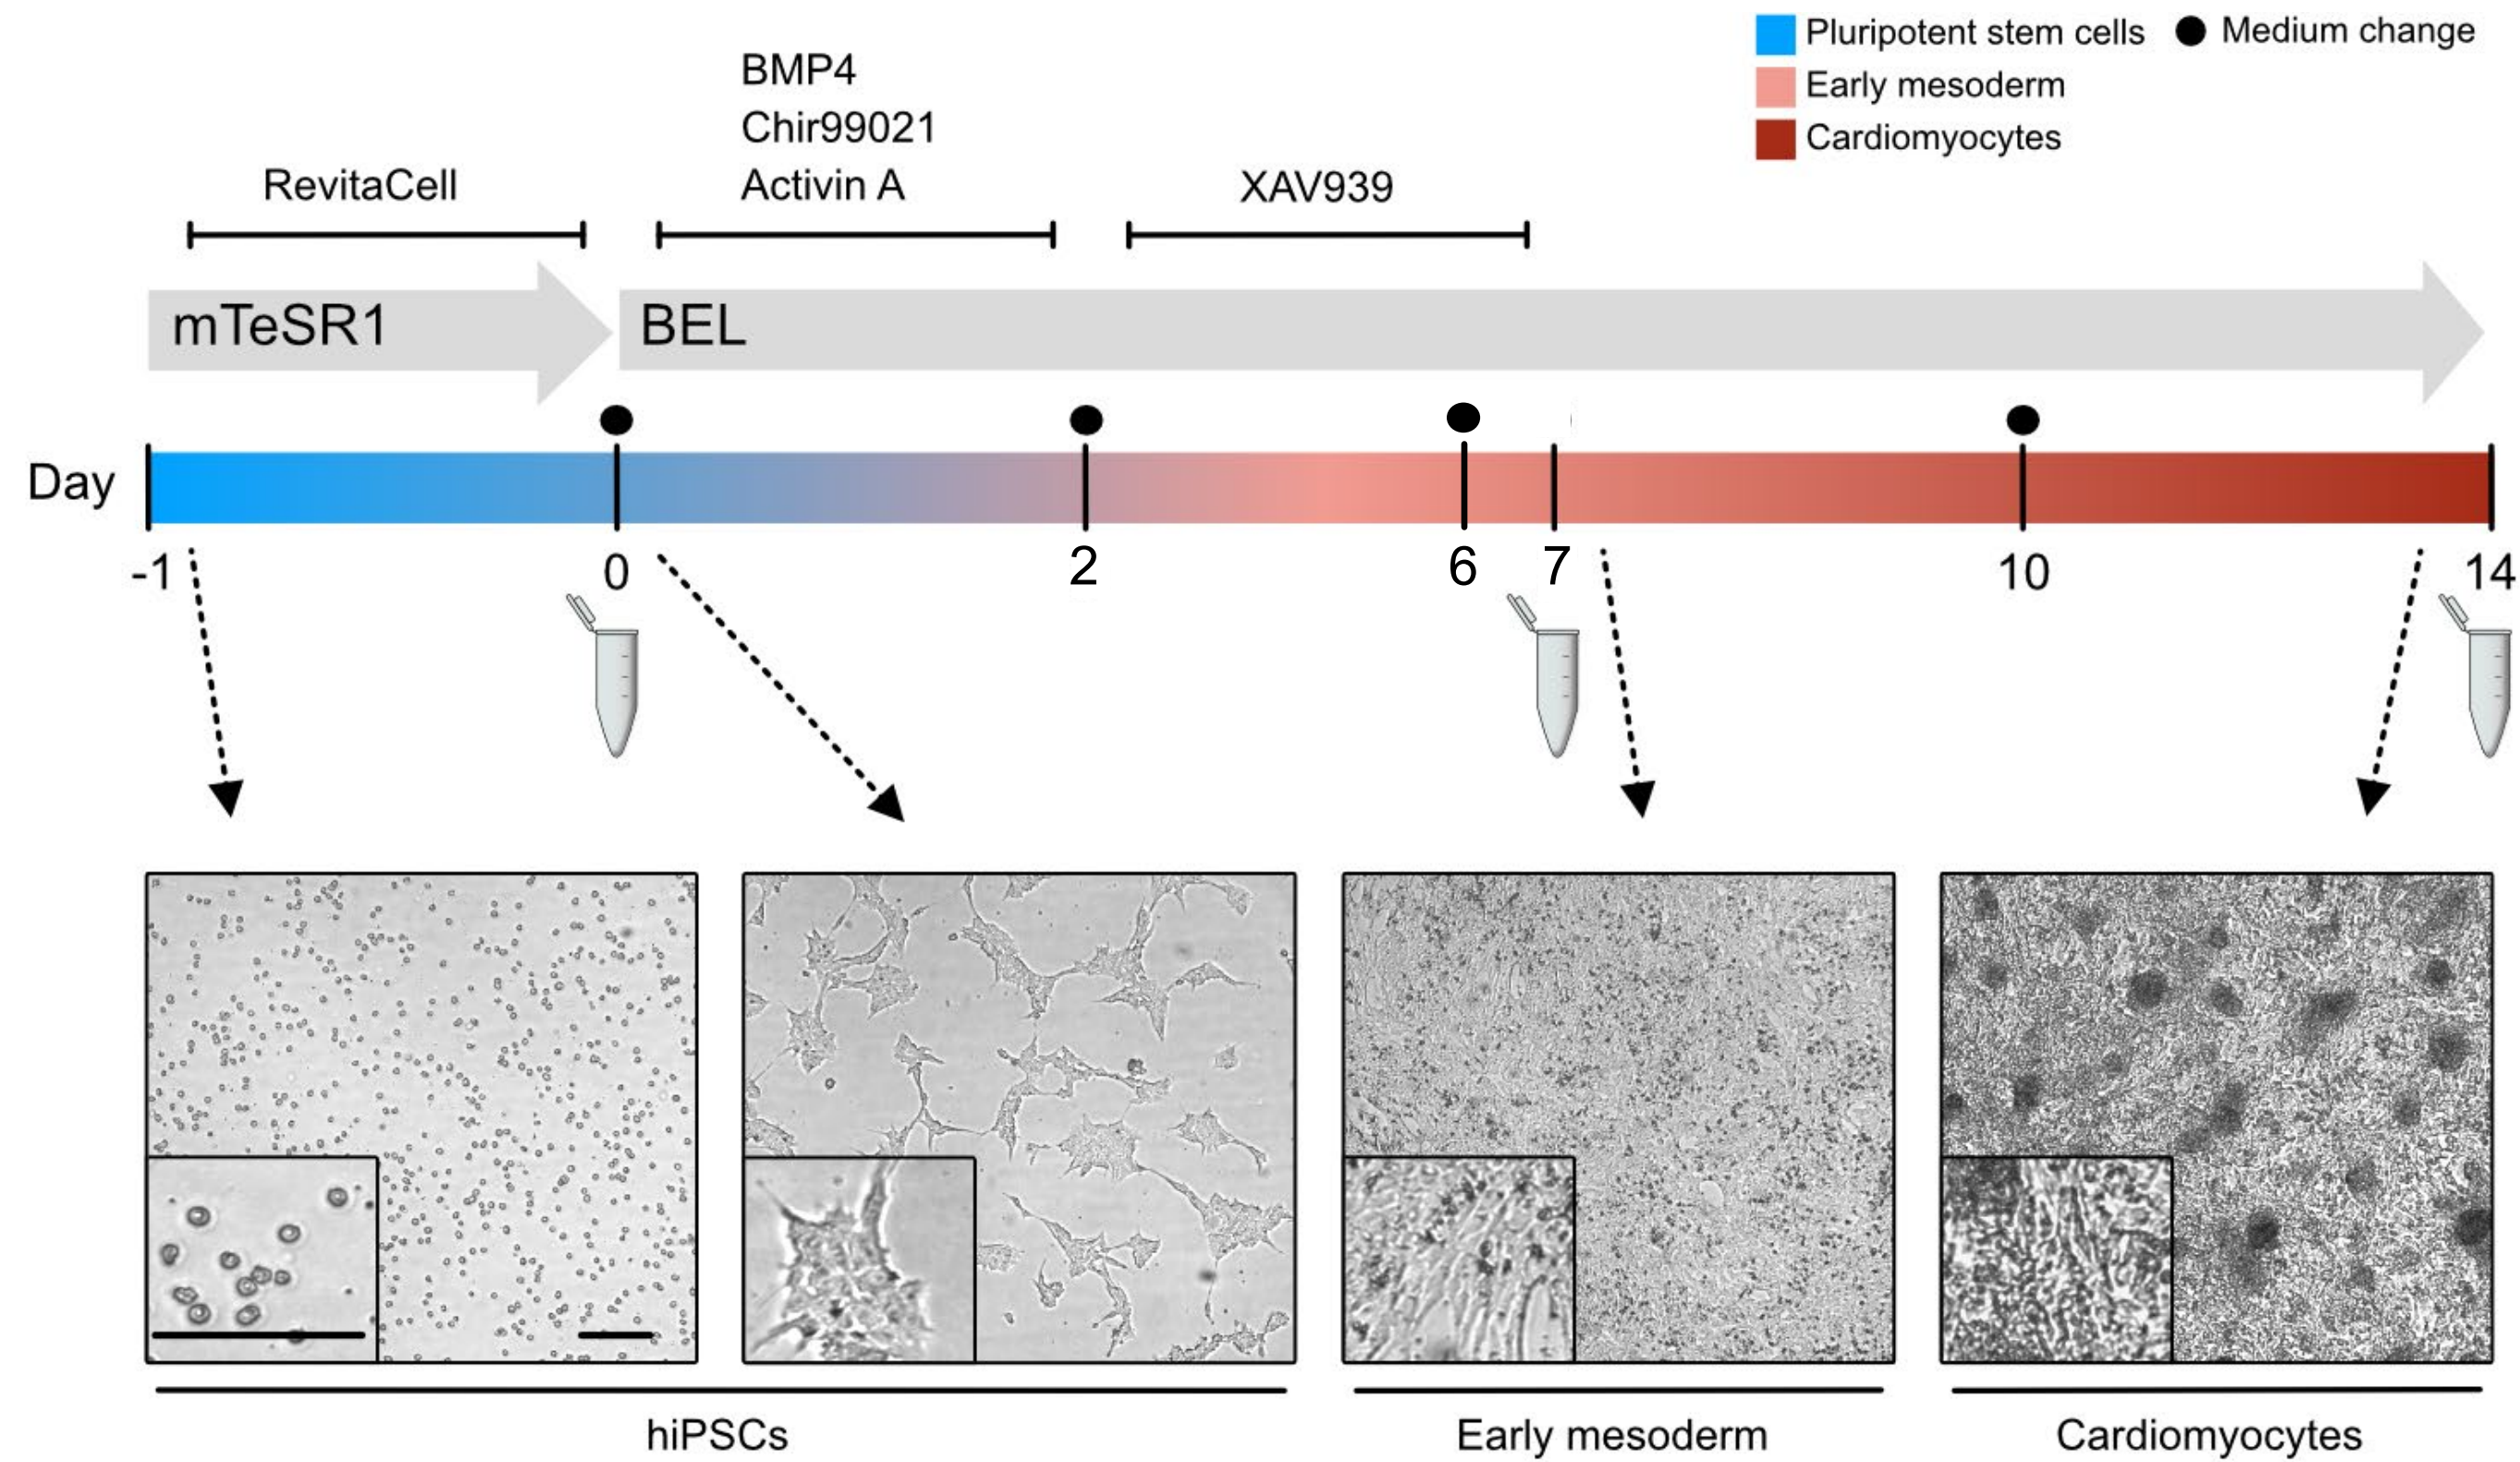 Pluripotent stem cells
Medium change
Early mesoderm
Cardiomyocytes
BMP4
Chir99021
Activin A
RevitaCell
XAV939
mTeSR1
BEL
Day
-1
0
2
6
7
10
14
hiPSCs
Early mesoderm
Cardiomyocytes